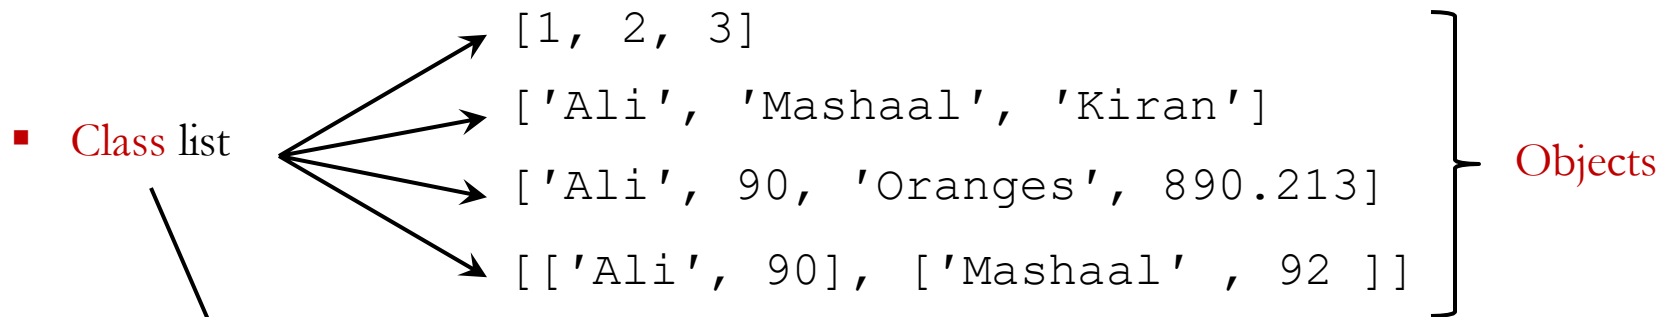 [1, 2, 3]
['Ali', 'Mashaal', 'Kiran']
▪ Class list
['Ali', 90, 'Oranges', 890.213]
Objects
[['Ali', 90], ['Mashaal' , 92 ]]